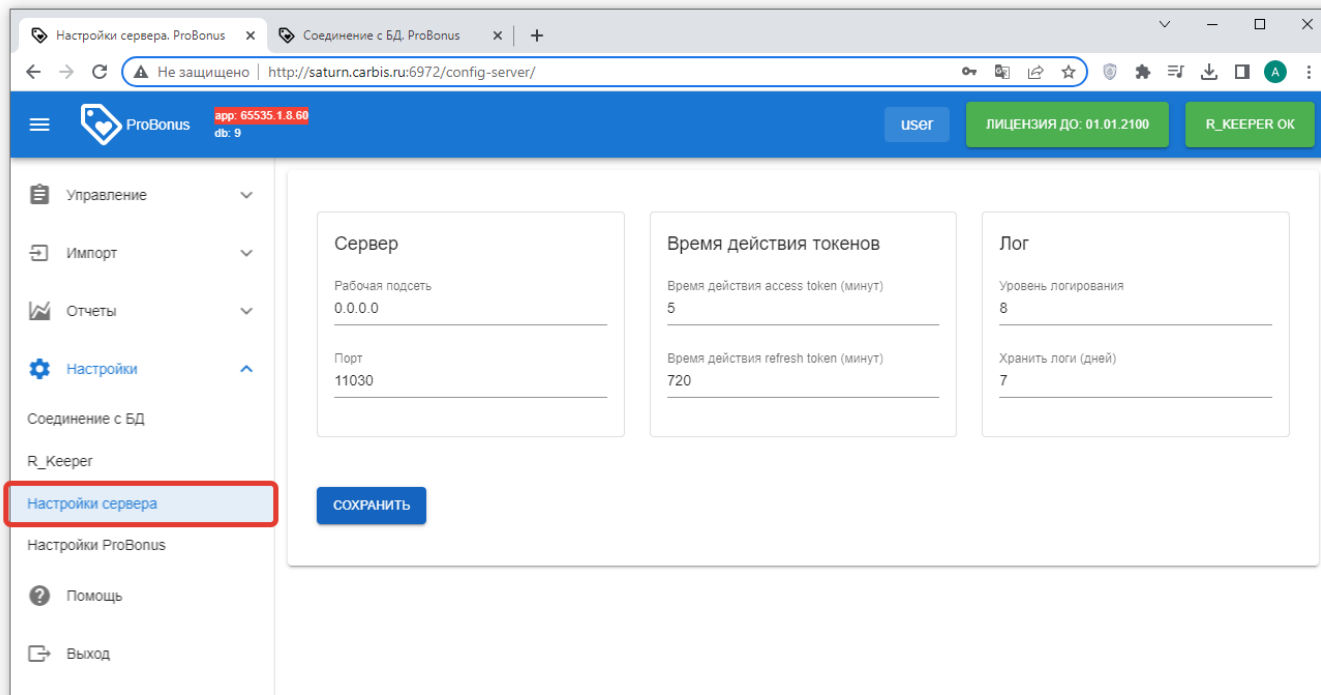 Настройки сервера. ProBonus
Соединение с БД. ProBonus
Не защищено http://saturn.carbis.ru:6972/config-server/
A
ProBonus
app: 65535.1.8.60
db: 9
user
ЛИЦЕНЗИЯ ДО: 01.01.2100
R_KEEPER ОК
Управление
Импорт
Отчеты
Настройки
Соединение с БД
R_Keeper
Настройки сервера
Настройки ProBonus
Помощь
Выход
Сервер
Рабочая подсеть
0.0.0.0
Порт
11030
Время действия токенов
Время действия access token (минут)
5
Время действия refresh token (минут)
720
Лог
Уровень логирования
8
Хранить логи (дней)
7
СОХРАНИТЬ